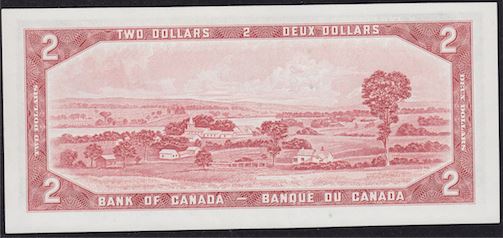 2 TWO DOLLARS 2 DEUX DOLLARS 2
TWO DOLLARS
DEUX DOLLARS
2 BANK OF CANADA – BANQUE DU CANADA 2